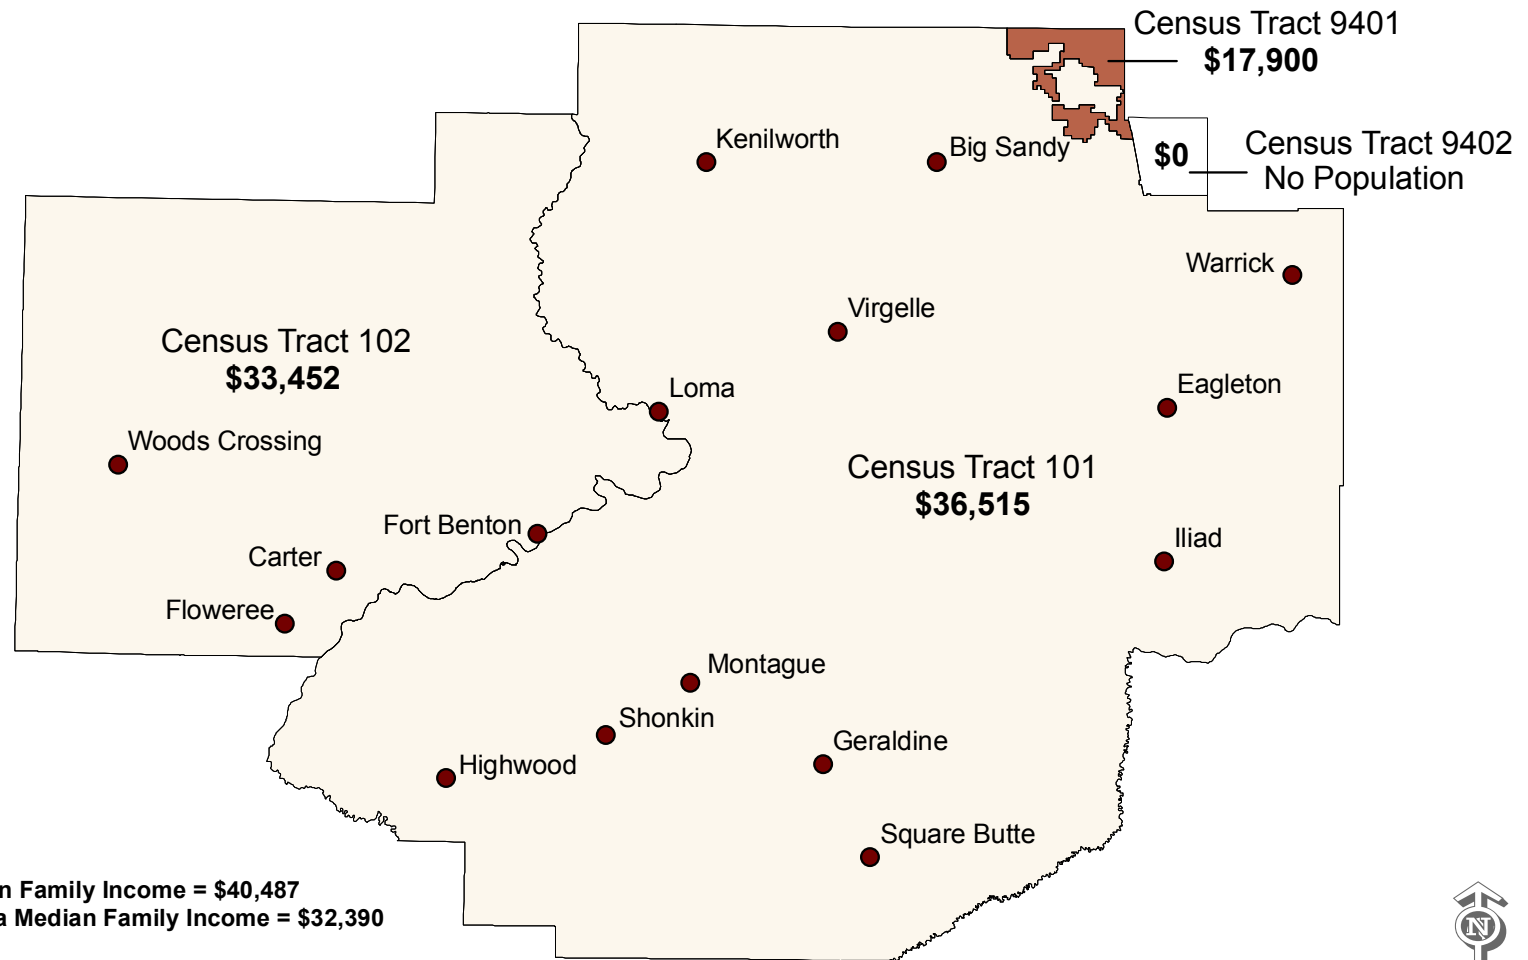 Census Tract 9401
$17,900
Kenilworth
Big Sandy
$0
Census Tract 9402
No Population
Warrick
Virgelle
Census Tract 102
$33,452
Loma
Eagleton
Woods Crossing
Census Tract 101
$36,515
Fort Benton
Iliad
Carter
Floweree
Montague
Shonkin
Geraldine
Highwood
Square Butte
n Family Income = $40,487
a Median Family Income = $32,390
N